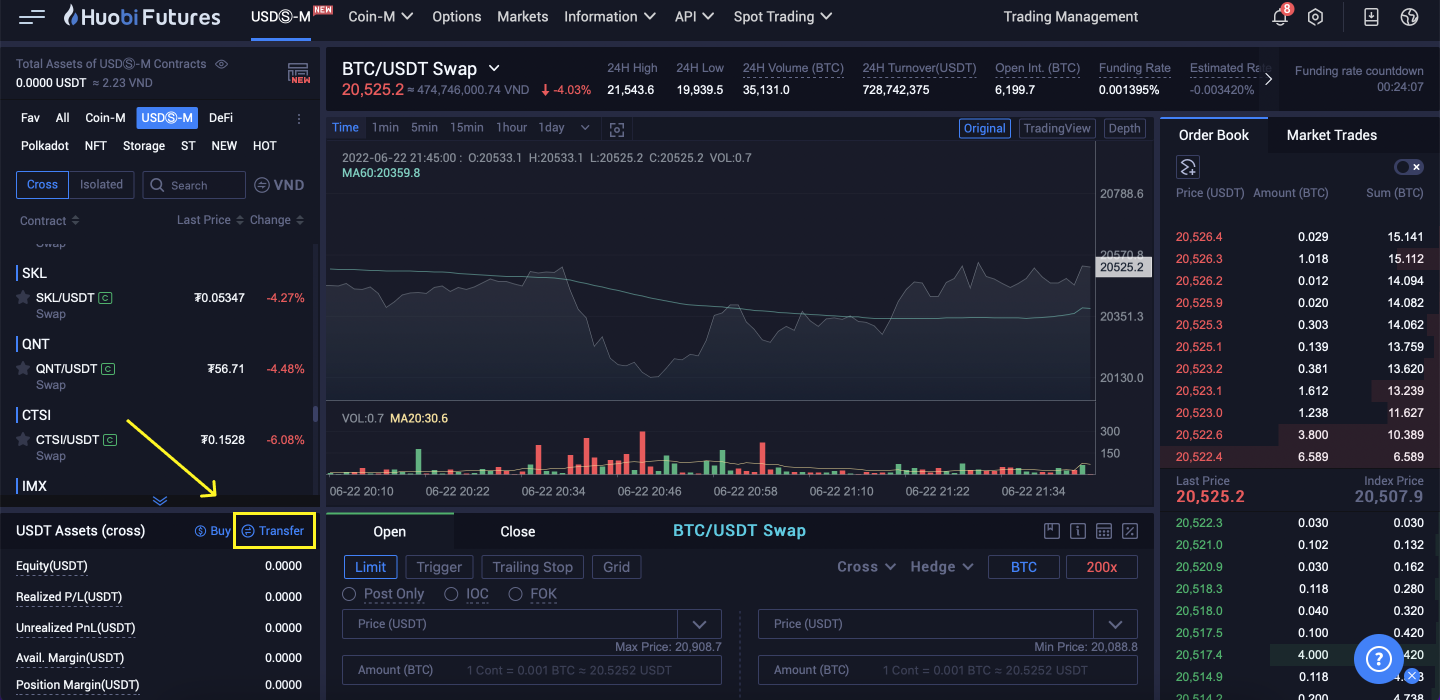 Huobi Futures USDⓈ-M NEW Coin-M Options Markets Information API Spot Trading Trading Management 8
Total Assets of USDⓈ-M Contracts
0.0000 USDT ≈ 2.23 VND
NEW
Fav All Coin-M USDⓈ-M DeFi
Polkadot NFT Storage ST NEW HOT
Cross Isolated Search VND
Contract Last Price Change
Swap
SKL
SKL/USDT C ₮0.05347 -4.27%
Swap
QNT
QNT/USDT C ₮56.71 -4.48%
Swap
CTSI
CTSI/USDT C ₮0.1528 -6.08%
Swap
IMX
USDT Assets (cross) Buy Transfer
Equity(USDT) 0.0000
Realized P/L(USDT) 0.0000
Unrealized PnL(USDT) 0.0000
Avail. Margin(USDT) 0.0000
Position Margin(USDT) 0.0000
BTC/USDT Swap
20,525.2 ≈ 474,746,000.74 VND -4.03%
24H High 24H Low 24H Volume (BTC) 24H Turnover(USDT) Open Int. (BTC) Funding Rate Estimated Ra
21,543.6 19,939.5 35,131.0 728,742,375 6,199.7 0.001395% -0.003420%
Funding rate countdown
00:24:07
Time 1min 5min 15min 1hour 1day Original TradingView Depth
2022-06-22 21:45:00 : O:20533.1 H:20533.1 L:20525.2 C:20525.2 VOL:0.7
MA60:20359.8
20788.6
20570.8
20525.2
20351.3
20130.0
VOL:0.7 MA20:30.6
300
150
06-22 20:10 06-22 20:22 06-22 20:34 06-22 20:46 06-22 20:58 06-22 21:10 06-22 21:22 06-22 21:34
Open Close BTC/USDT Swap
Limit Trigger Trailing Stop Grid Cross Hedge BTC 200x
Post Only IOC FOK
Price (USDT) Price (USDT)
Max Price: 20,908.7 Min Price: 20,088.8
Amount (BTC) 1 Cont = 0.001 BTC ≈ 20.5252 USDT Amount (BTC) 1 Cont = 0.001 BTC ≈ 20.5252 USDT
Order Book Market Trades
Price (USDT) Amount (BTC) Sum (BTC)
20,526.4 0.029 15.141
20,526.3 1.018 15.112
20,526.2 0.012 14.094
20,525.9 0.020 14.082
20,525.3 0.303 14.062
20,525.1 0.139 13.759
20,523.2 0.381 13.620
20,523.1 1.612 13.239
20,523.0 1.238 11.627
20,522.6 3.800 10.389
20,522.4 6.589 6.589
Last Price Index Price
20,525.2 20,507.9
20,522.3 0.030 0.030
20,521.0 0.102 0.132
20,520.9 0.030 0.162
20,518.3 0.118 0.280
20,518.0 0.040 0.320
20,517.5 0.100 0.420
20,517.4 4.000 420
20,514.9 0.118
20,514.2 0.200 4.738